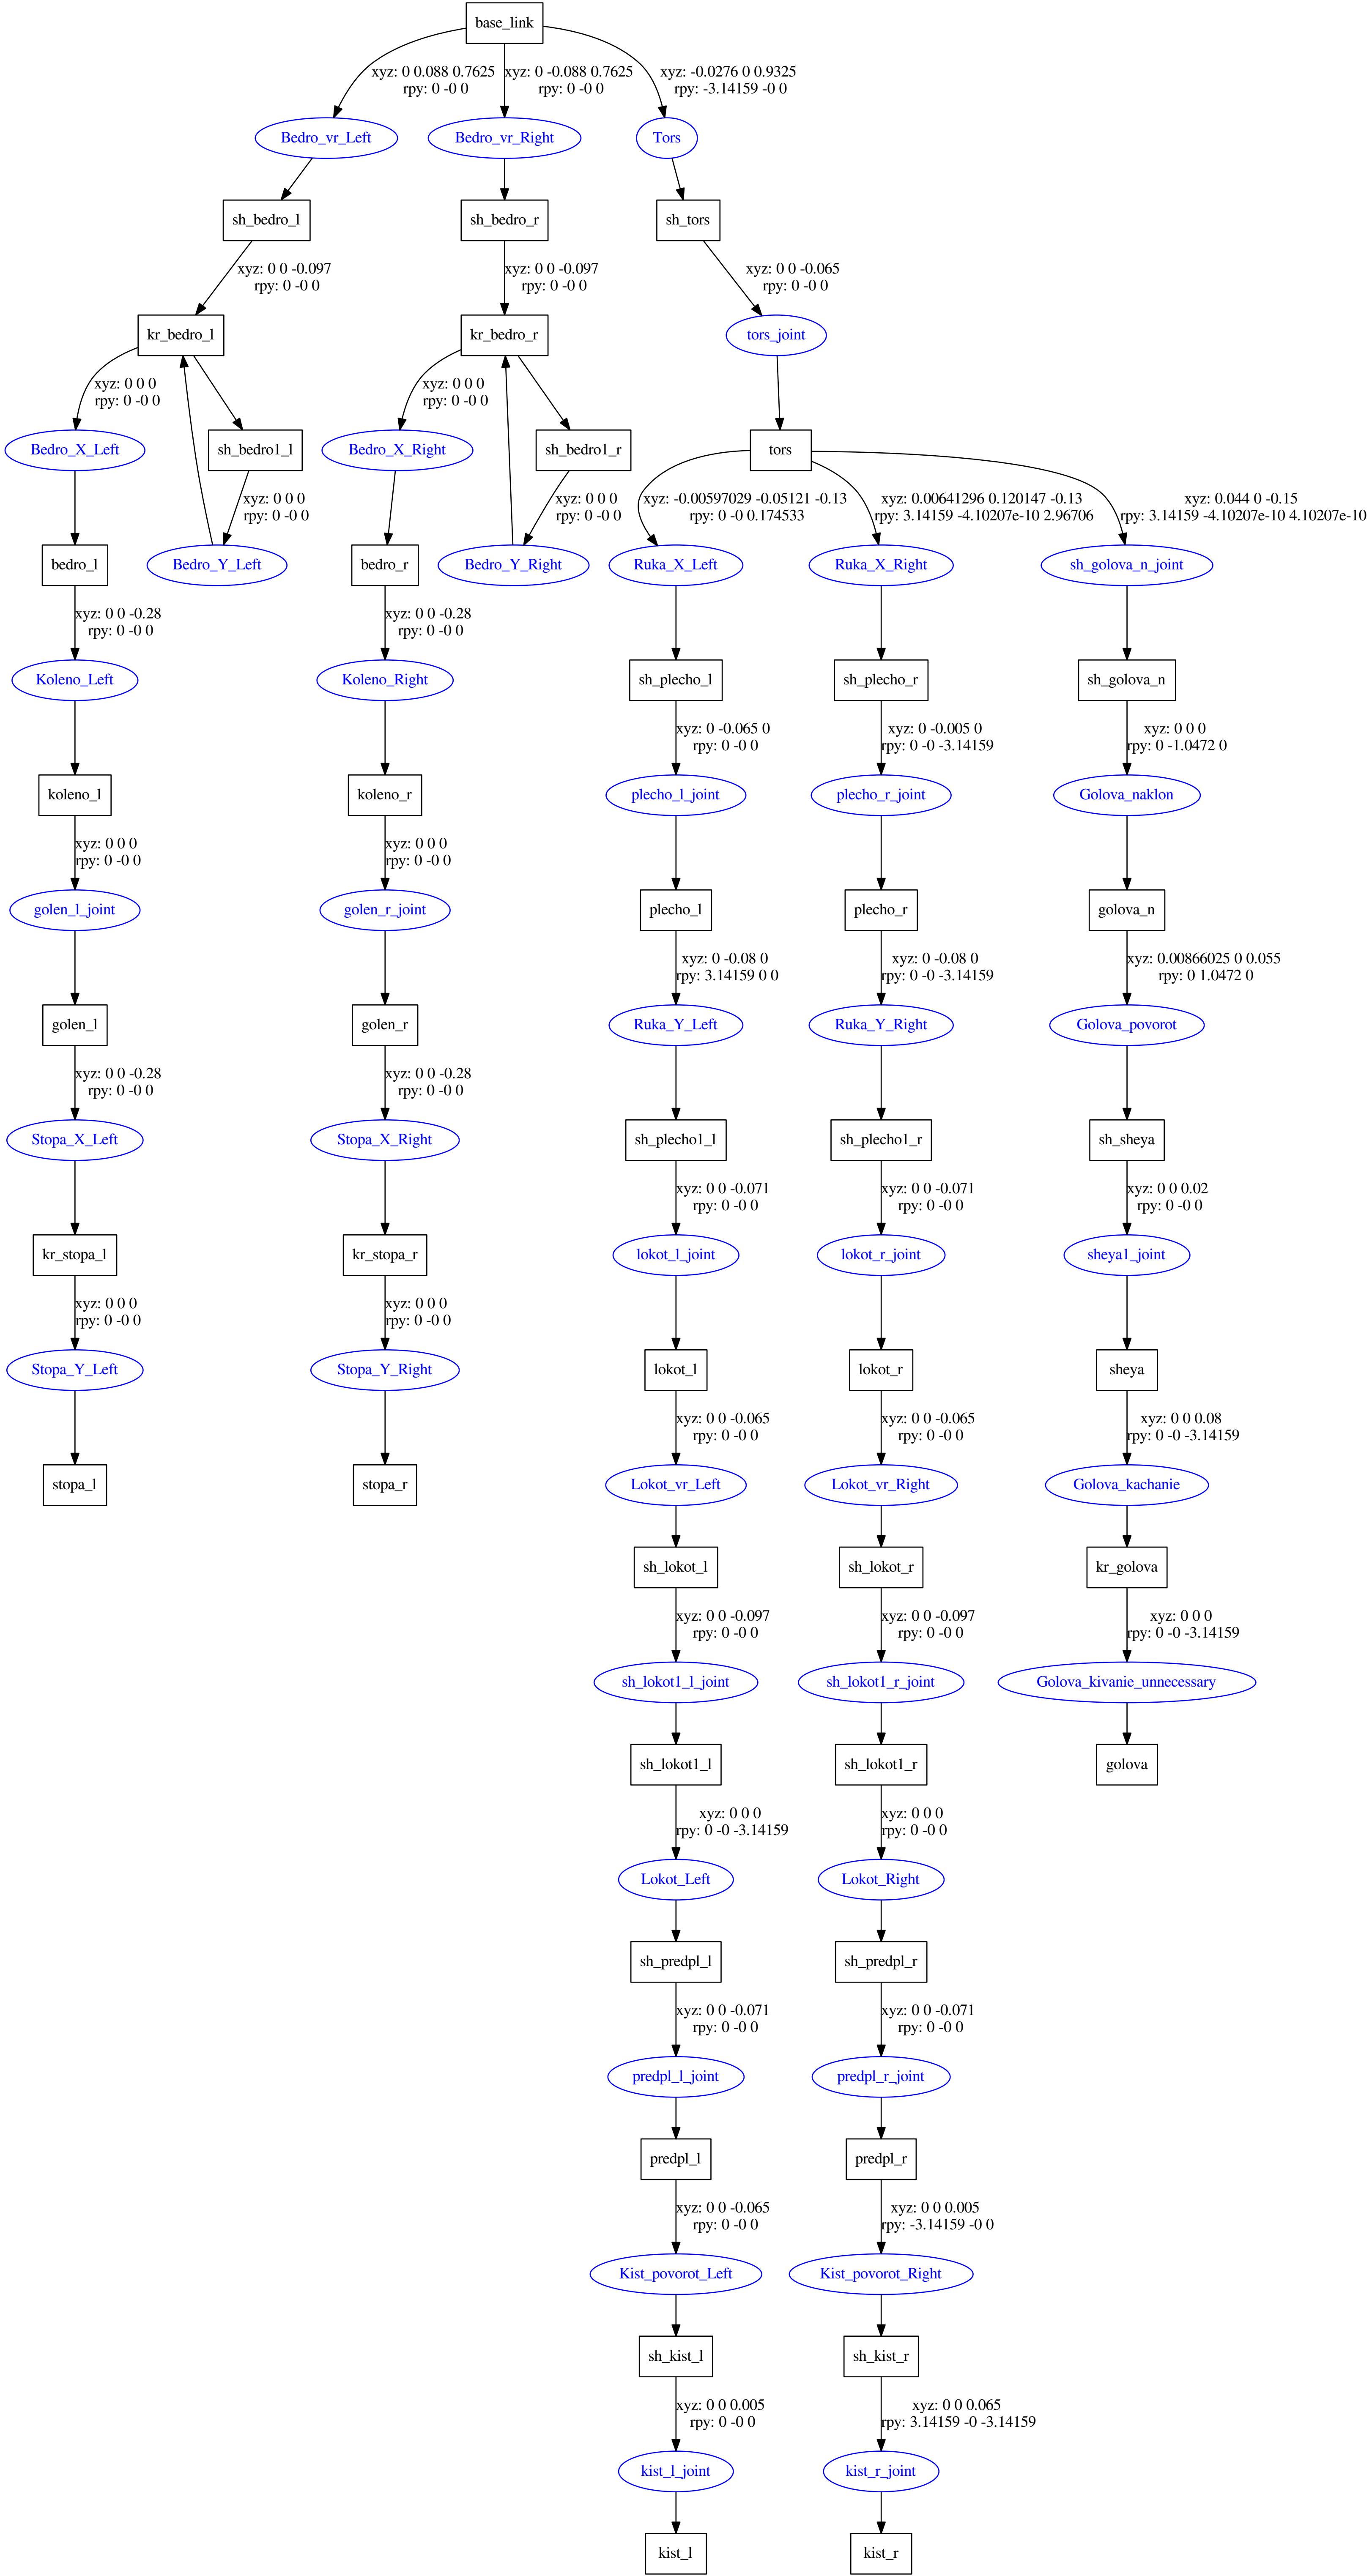 base_link
xyz: 0 0.088 0.7625
rpy: 0 -0 0
xyz: 0 -0.088 0.7625
rpy: 0 -0 0
xyz: -0.0276 0 0.9325
rpy: -3.14159 -0 0
Bedro_vr_Left
Bedro_vr_Right
Tors
sh_bedro_l
sh_bedro_r
sh_tors
xyz: 0 0 -0.097
rpy: 0 -0 0
xyz: 0 0 -0.097
rpy: 0 -0 0
xyz: 0 0 -0.065
rpy: 0 -0 0
kr_bedro_l
kr_bedro_r
tors_joint
xyz: 0 0 0
rpy: 0 -0 0
xyz: 0 0 0
rpy: 0 -0 0
Bedro_X_Left
sh_bedro1_l
Bedro_X_Right
sh_bedro1_r
tors
xyz: 0 0 0
rpy: 0 -0 0
xyz: 0 0 0
rpy: 0 -0 0
xyz: -0.00597029 -0.05121 -0.13
rpy: 0 -0 0.174533
xyz: 0.00641296 0.120147 -0.13
rpy: 3.14159 -4.10207e-10 2.96706
xyz: 0.044 0 -0.15
rpy: 3.14159 -4.10207e-10 4.10207e-10
bedro_l
Bedro_Y_Left
bedro_r
Bedro_Y_Right
Ruka_X_Left
Ruka_X_Right
sh_golova_n_joint
xyz: 0 0 -0.28
rpy: 0 -0 0
xyz: 0 0 -0.28
rpy: 0 -0 0
Koleno_Left
Koleno_Right
sh_plecho_l
sh_plecho_r
sh_golova_n
xyz: 0 -0.065 0
rpy: 0 -0 0
xyz: 0 -0.005 0
rpy: 0 -0 -3.14159
xyz: 0 0 0
rpy: 0 -1.0472 0
koleno_l
koleno_r
plecho_l_joint
plecho_r_joint
Golova_naklon
xyz: 0 0 0
rpy: 0 -0 0
xyz: 0 0 0
rpy: 0 -0 0
golen_l_joint
golen_r_joint
plecho_l
plecho_r
golova_n
xyz: 0 -0.08 0
rpy: 3.14159 0 0
xyz: 0 -0.08 0
rpy: 0 -0 -3.14159
xyz: 0.00866025 0 0.055
rpy: 0 1.0472 0
golen_l
golen_r
Ruka_Y_Left
Ruka_Y_Right
Golova_povorot
xyz: 0 0 -0.28
rpy: 0 -0 0
xyz: 0 0 -0.28
rpy: 0 -0 0
Stopa_X_Left
Stopa_X_Right
sh_plecho1_l
sh_plecho1_r
sh_sheya
xyz: 0 0 -0.071
rpy: 0 -0 0
xyz: 0 0 -0.071
rpy: 0 -0 0
xyz: 0 0 0.02
rpy: 0 -0 0
kr_stopa_l
kr_stopa_r
lokot_l_joint
lokot_r_joint
sheya1_joint
xyz: 0 0 0
rpy: 0 -0 0
xyz: 0 0 0
rpy: 0 -0 0
Stopa_Y_Left
Stopa_Y_Right
lokot_l
lokot_r
sheya
xyz: 0 0 -0.065
rpy: 0 -0 0
xyz: 0 0 -0.065
rpy: 0 -0 0
xyz: 0 0 0.08
rpy: 0 -0 -3.14159
stopa_l
stopa_r
Lokot_vr_Left
Lokot_vr_Right
Golova_kachanie
sh_lokot_l
sh_lokot_r
kr_golova
xyz: 0 0 -0.097
rpy: 0 -0 0
xyz: 0 0 -0.097
rpy: 0 -0 0
xyz: 0 0 0
rpy: 0 -0 -3.14159
sh_lokot1_l_joint
sh_lokot1_r_joint
Golova_kivanie_unnecessary
sh_lokot1_l
sh_lokot1_r
golova
xyz: 0 0 0
rpy: 0 -0 -3.14159
xyz: 0 0 0
rpy: 0 -0 0
Lokot_Left
Lokot_Right
sh_predpl_l
sh_predpl_r
xyz: 0 0 -0.071
rpy: 0 -0 0
xyz: 0 0 -0.071
rpy: 0 -0 0
predpl_l_joint
predpl_r_joint
predpl_l
predpl_r
xyz: 0 0 -0.065
rpy: 0 -0 0
xyz: 0 0 0.005
rpy: -3.14159 -0 0
Kist_povorot_Left
Kist_povorot_Right
sh_kist_l
sh_kist_r
xyz: 0 0 0.005
rpy: 0 -0 0
xyz: 0 0 0.065
rpy: 3.14159 -0 -3.14159
kist_l_joint
kist_r_joint
kist_l
kist_r